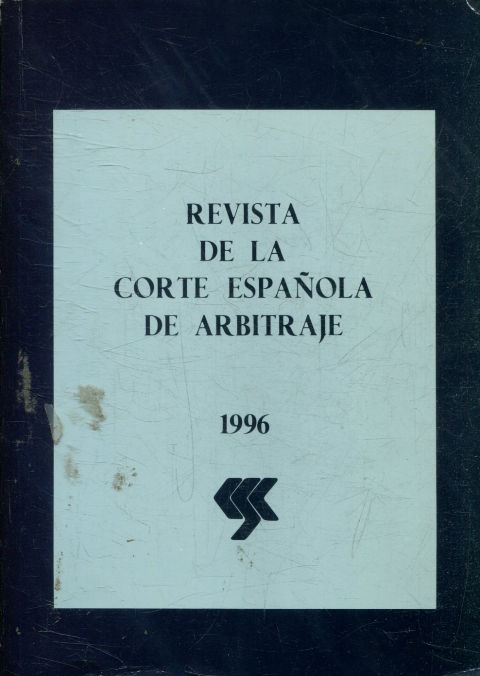 REVISTA
DE LA
CORTE ESPAÑOLA
DE ARBITRAJE
1996